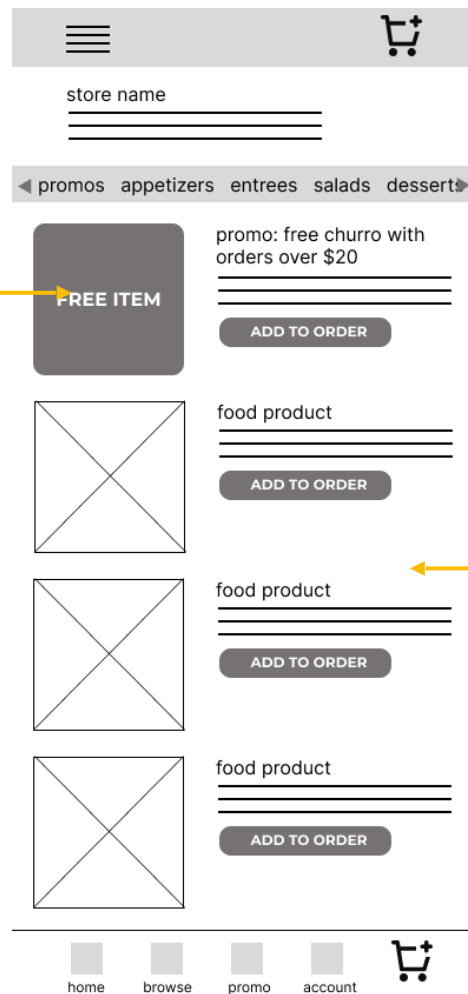 store name
promos appetizers entrees salads desserts
FREE ITEM
promo: free churro with
orders over $20
ADD TO ORDER
food product
ADD TO ORDER
food product
ADD TO ORDER
food product
ADD TO ORDER
home browse promo account